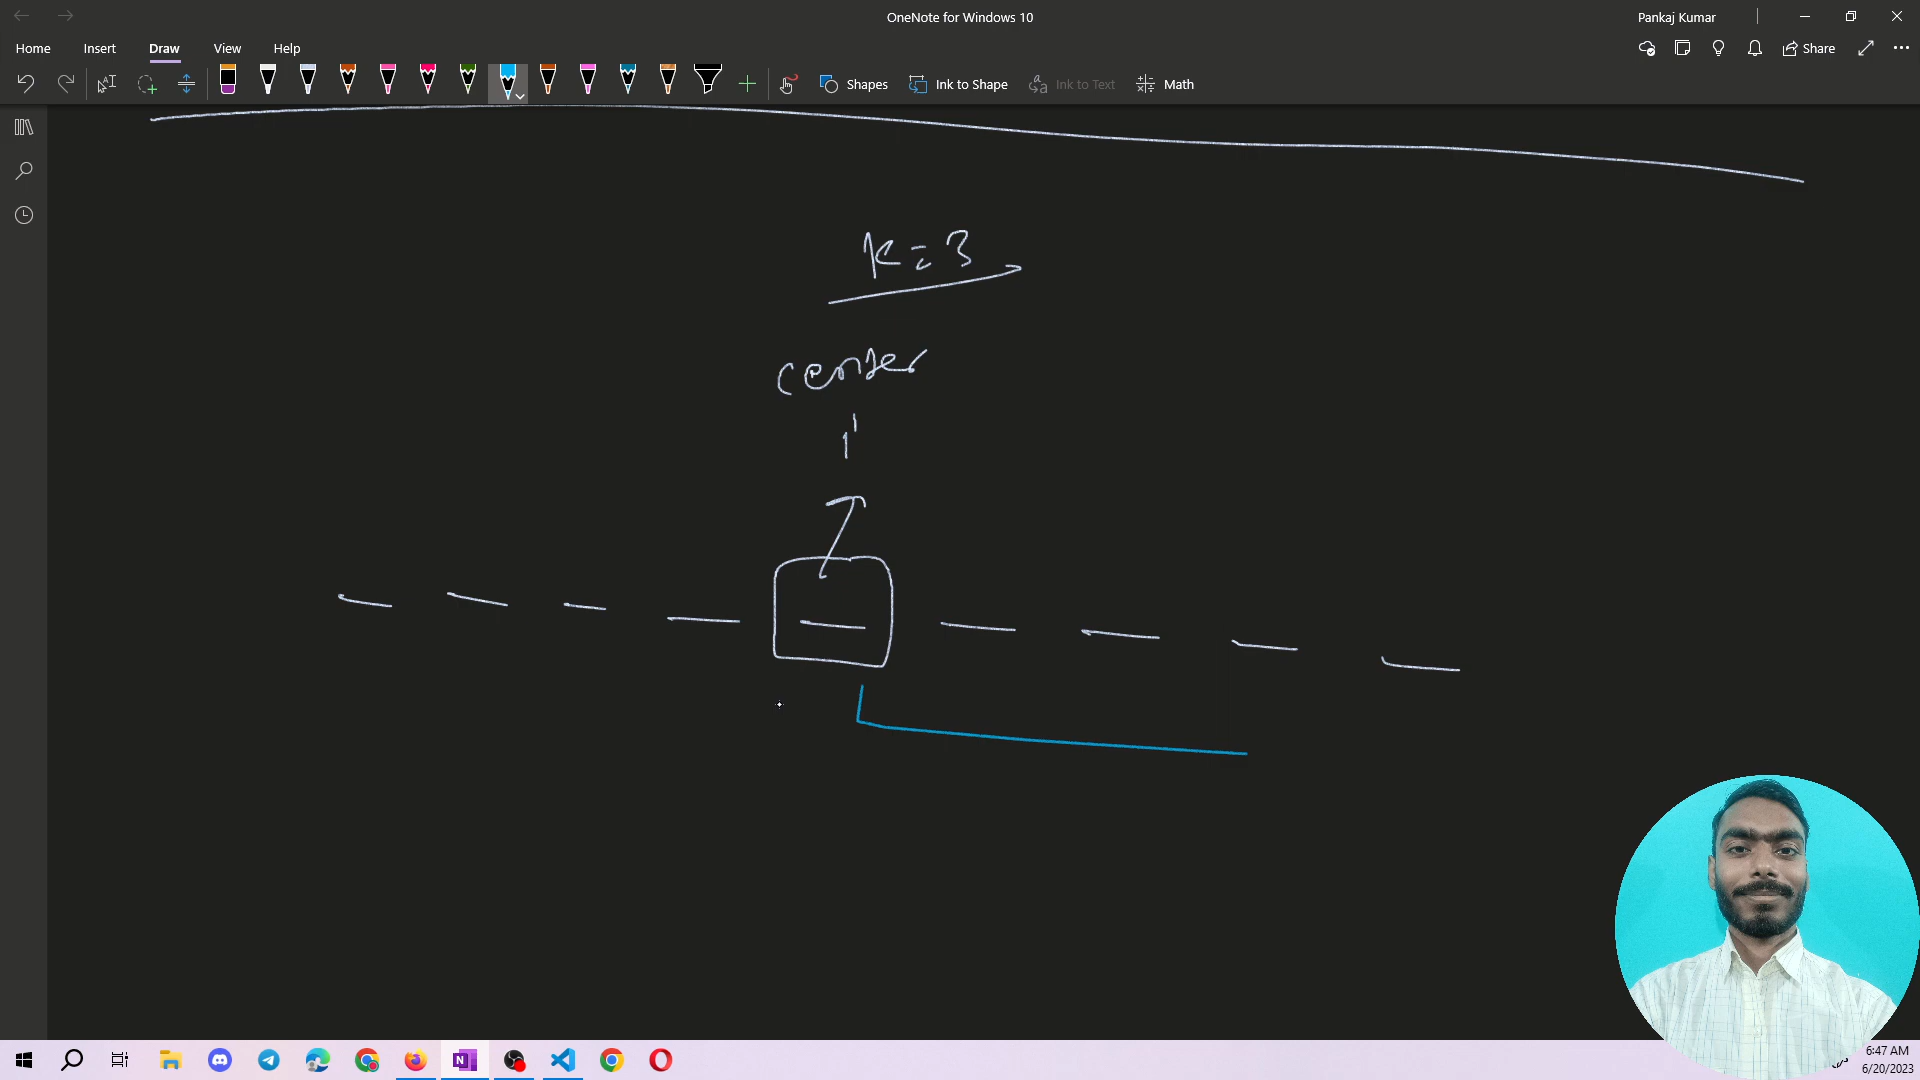 OneNote for Windows 10
Pankaj Kumar
Home Insert Draw View Help
Share
Shapes Ink to Shape Ink to Text Math
k = 3
center
6:47 AM
6/20/2023